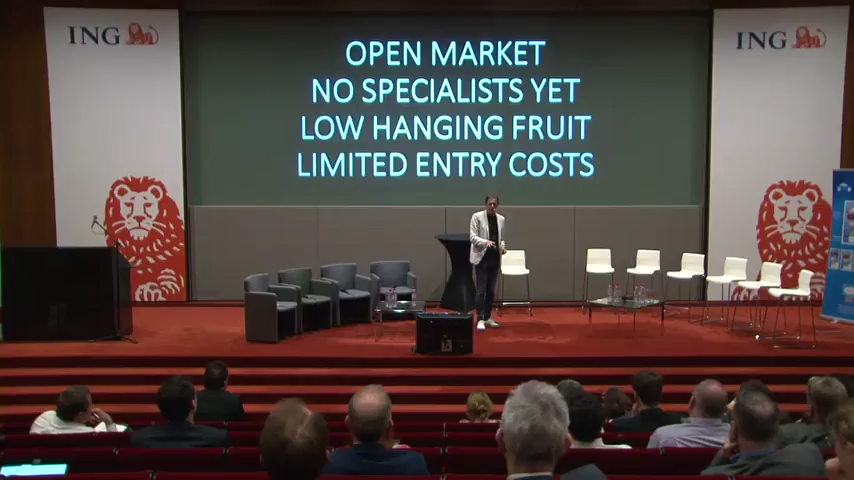 ING
ING
OPEN MARKET
NO SPECIALISTS YET
LOW HANGING FRUIT
LIMITED ENTRY COSTS